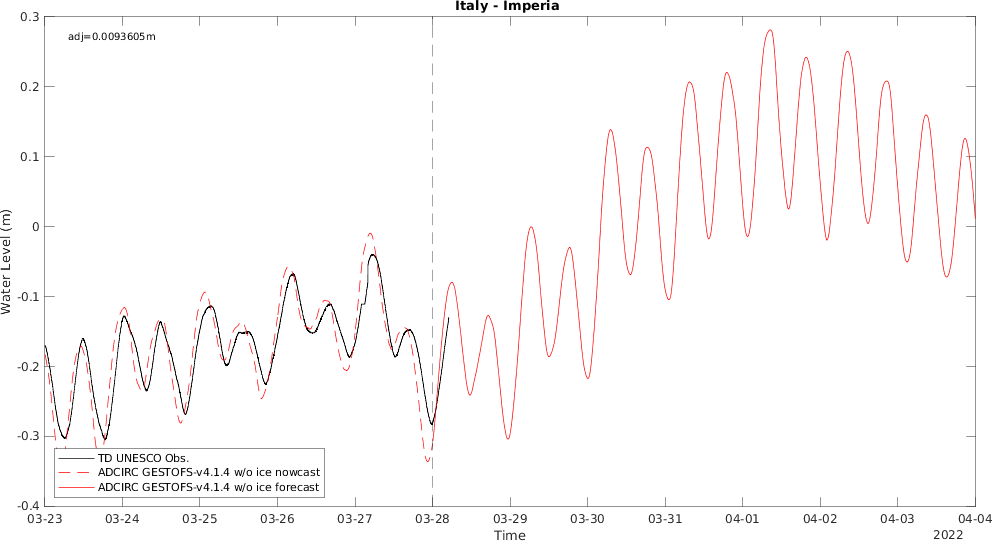 Italy - Imperia
adj=0.0093605m
0.3
0.2
0.1
0
-0.1
-0.2
-0.3
-0.4
Water Level (m)
TD UNESCO Obs.
ADCIRC GESTOFS-v4.1.4 w/o ice nowcast
ADCIRC GESTOFS-v4.1.4 w/o ice forecast
03-23 03-24 03-25 03-26 03-27 03-28 03-29 03-30 03-31 04-01 04-02 04-03 04-04
Time
2022